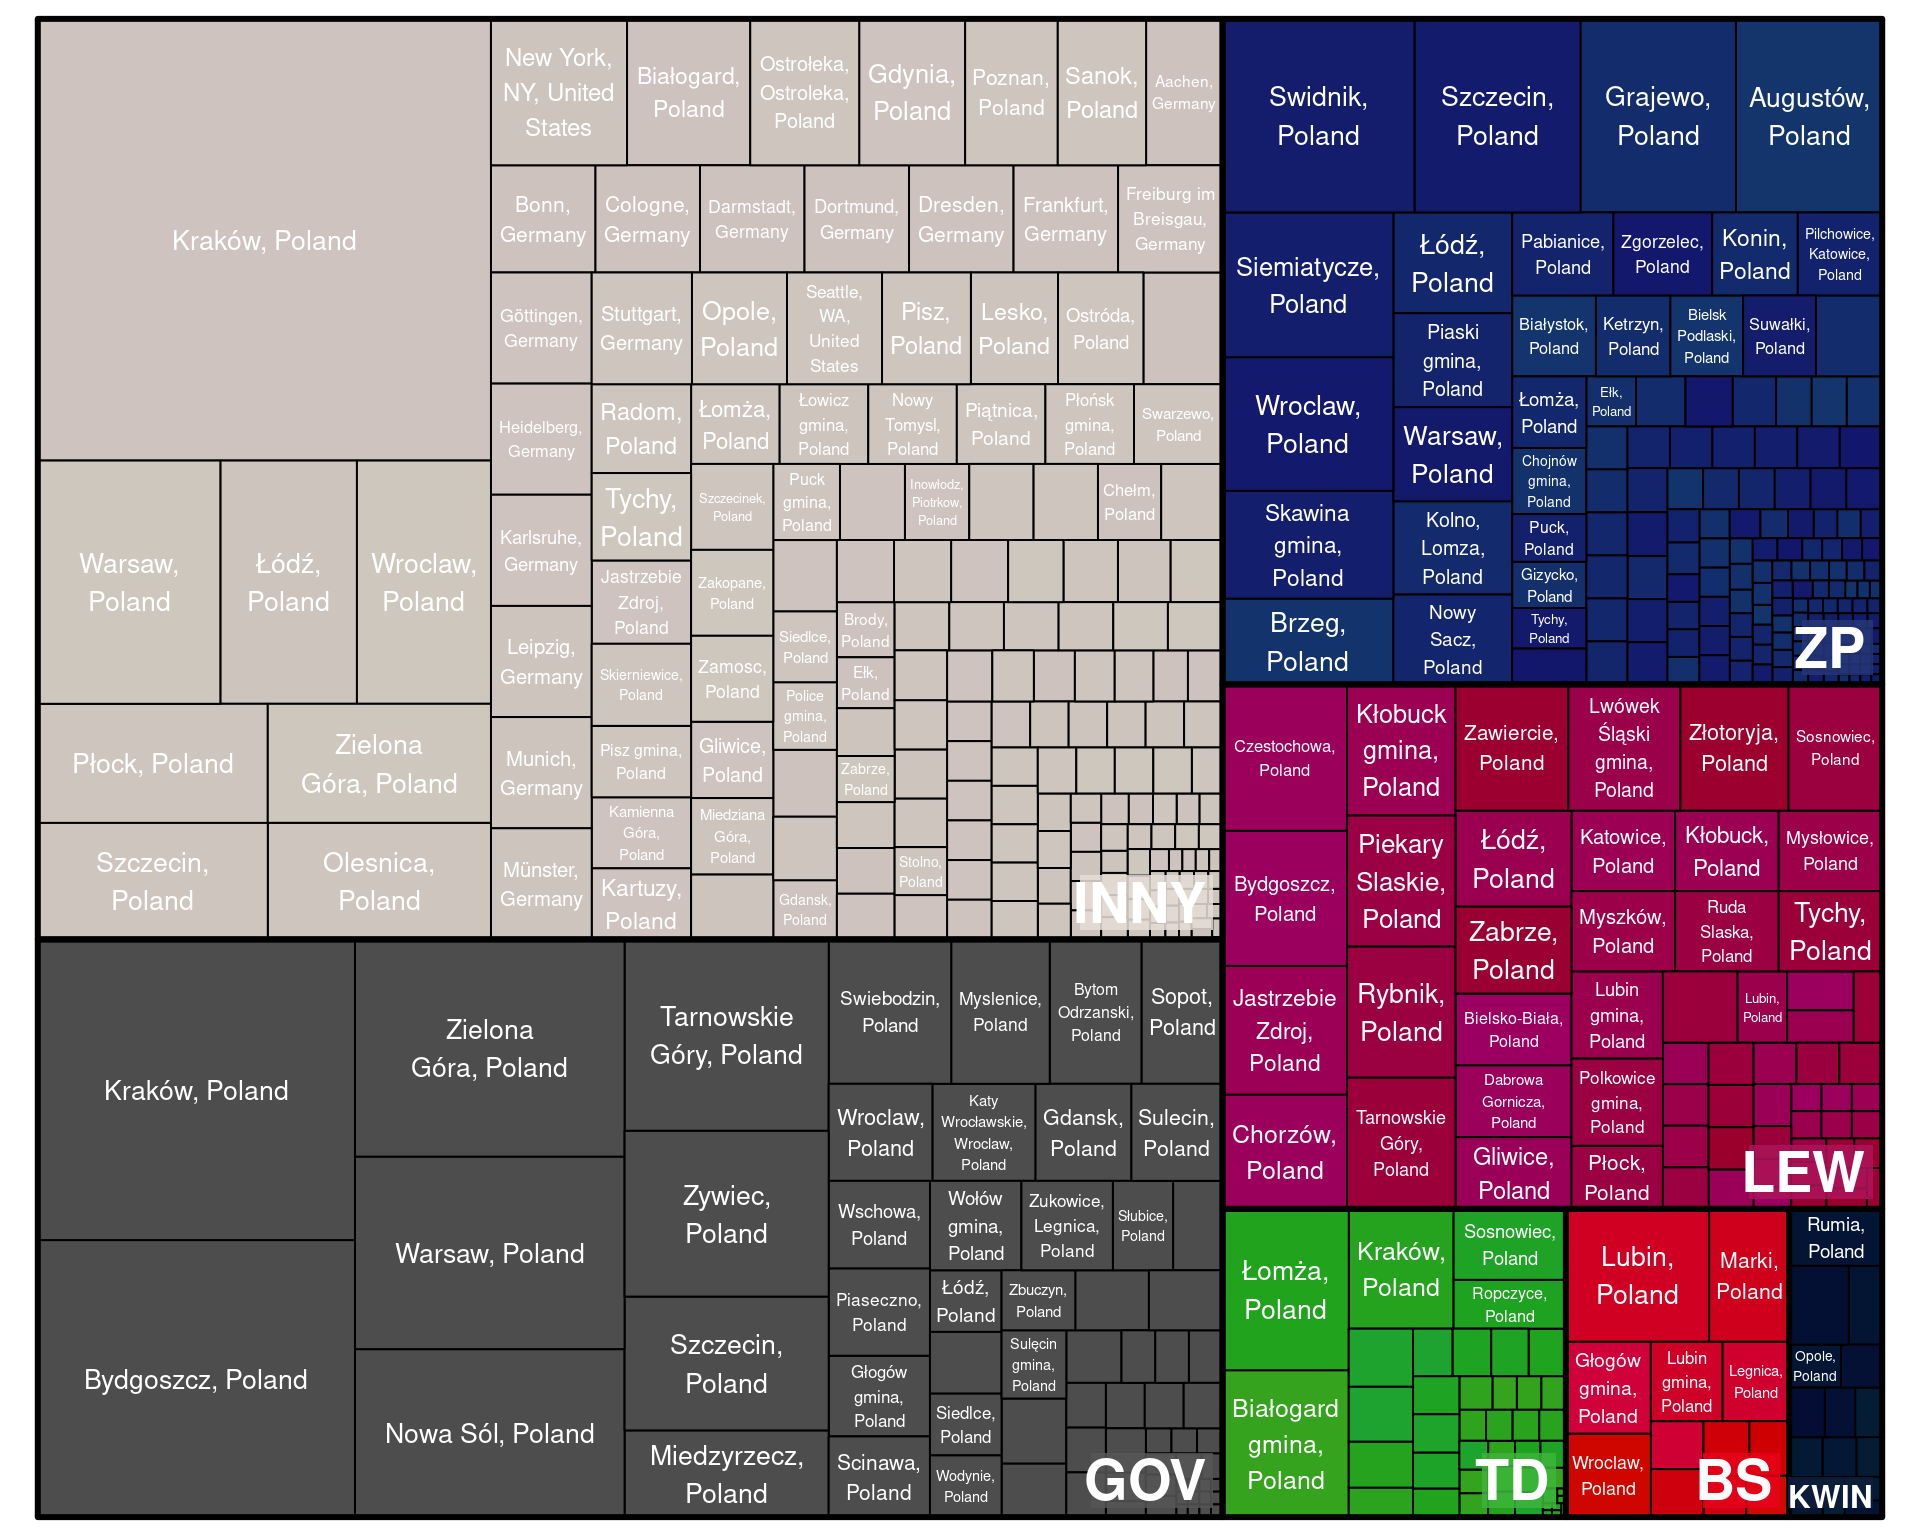 Kraków, Poland
Warsaw,
Poland
Łódź,
Poland
Wroclaw,
Poland
Płock, Poland
Zielona
Góra, Poland
Szczecin,
Poland
Olesnica,
Poland
New York,
NY, United
States
Białogard,
Poland
Ostrołeka,
Ostroleka,
Poland
Gdynia,
Poland
Poznan,
Poland
Sanok,
Poland
Aachen,
Germany
Bonn,
Germany
Cologne,
Germany
Darmstadt,
Germany
Dortmund,
Germany
Dresden,
Germany
Frankfurt,
Germany
Freiburg im
Breisgau,
Germany
Göttingen,
Germany
Heidelberg,
Germany
Karlsruhe,
Germany
Leipzig,
Germany
Munich,
Germany
Münster,
Germany
Stuttgart,
Germany
Opole,
Poland
Seattle,
WA,
United
States
Pisz,
Poland
Lesko,
Poland
Ostróda,
Poland
Radom,
Poland
Tychy,
Poland
Jastrzebie
Zdroj,
Poland
Skierniewice,
Poland
Pisz gmina,
Poland
Kamienna
Góra,
Poland
Kartuzy,
Poland
Łomża,
Poland
Łowicz
gmina,
Poland
Nowy
Tomysl,
Poland
Piątnica,
Poland
Płońsk
gmina,
Poland
Swarzewo,
Poland
Szczecinek,
Poland
Zakopane,
Poland
Zamosc,
Poland
Gliwice,
Poland
Miedziana
Góra,
Poland
Puck
gmina,
Poland
Inowłodz,
Piotrkow,
Poland
Chełm,
Poland
Siedlce,
Poland
Police
gmina,
Poland
Gdansk,
Poland
Brody,
Poland
Ełk,
Poland
Zabrze,
Poland
Stolno,
Poland
INNY
Swidnik,
Poland
Szczecin,
Poland
Grajewo,
Poland
Augustów,
Poland
Siemiatycze,
Poland
Wroclaw,
Poland
Skawina
gmina,
Poland
Brzeg,
Poland
Łódź,
Poland
Piaski
gmina,
Poland
Warsaw,
Poland
Kolno,
Lomza,
Poland
Nowy
Sacz,
Poland
Pabianice,
Poland
Zgorzelec,
Poland
Konin,
Poland
Pilchowice,
Katowice,
Poland
Białystok,
Poland
Ketrzyn,
Poland
Bielsk
Podlaski,
Poland
Suwałki,
Poland
Łomża,
Poland
Ełk,
Poland
Chojnów
gmina,
Poland
Puck,
Poland
Gizycko,
Poland
Tychy,
Poland
ZP
Czestochowa,
Poland
Bydgoszcz,
Poland
Jastrzebie
Zdroj,
Poland
Chorzów,
Poland
Kłobuck
gmina,
Poland
Piekary
Slaskie,
Poland
Rybnik,
Poland
Tarnowskie
Góry,
Poland
Zawiercie,
Poland
Lwówek
Śląski
gmina,
Poland
Złotoryja,
Poland
Sosnowiec,
Poland
Łódź,
Poland
Zabrze,
Poland
Bielsko-Biała,
Poland
Dabrowa
Gornicza,
Poland
Gliwice,
Poland
Katowice,
Poland
Kłobuck,
Poland
Mysłowice,
Poland
Myszków,
Poland
Ruda
Slaska,
Poland
Tychy,
Poland
Lubin
gmina,
Poland
Polkowice
gmina,
Poland
Płock,
Poland
Lubin,
Poland
LEW
Kraków, Poland
Bydgoszcz, Poland
Zielona
Góra, Poland
Warsaw, Poland
Nowa Sól, Poland
Tarnowskie
Góry, Poland
Zywiec,
Poland
Szczecin,
Poland
Miedzyrzecz,
Poland
Swiebodzin,
Poland
Myslenice,
Poland
Bytom
Odrzanski,
Poland
Sopot,
Poland
Wroclaw,
Poland
Katy
Wrocławskie,
Wroclaw,
Poland
Gdansk,
Poland
Sulecin,
Poland
Wschowa,
Poland
Wołów
gmina,
Poland
Zukowice,
Legnica,
Poland
Słubice,
Poland
Piaseczno,
Poland
Głogów
gmina,
Poland
Scinawa,
Poland
Łódź,
Poland
Zbuczyn,
Poland
Sulęcin
gmina,
Poland
Siedlce,
Poland
Wodynie,
Poland
GOV
Łomża,
Poland
Białogard
gmina,
Poland
Kraków,
Poland
Sosnowiec,
Poland
Ropczyce,
Poland
TD
Lubin,
Poland
Marki,
Poland
Głogów
gmina,
Poland
Lubin
gmina,
Poland
Legnica,
Poland
Wroclaw,
Poland
BS
Rumia,
Poland
Opole,
Poland
KWIN